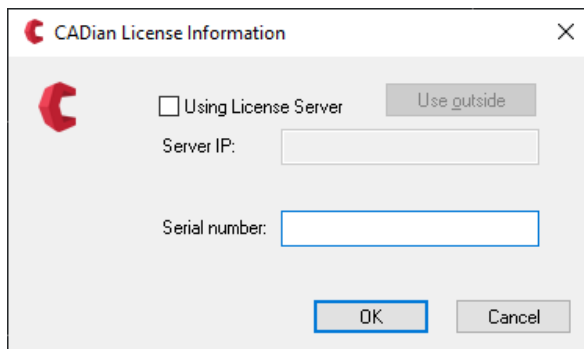 CADian License Information
Using License Server
Use outside
Server IP:
Serial number:
OK
Cancel